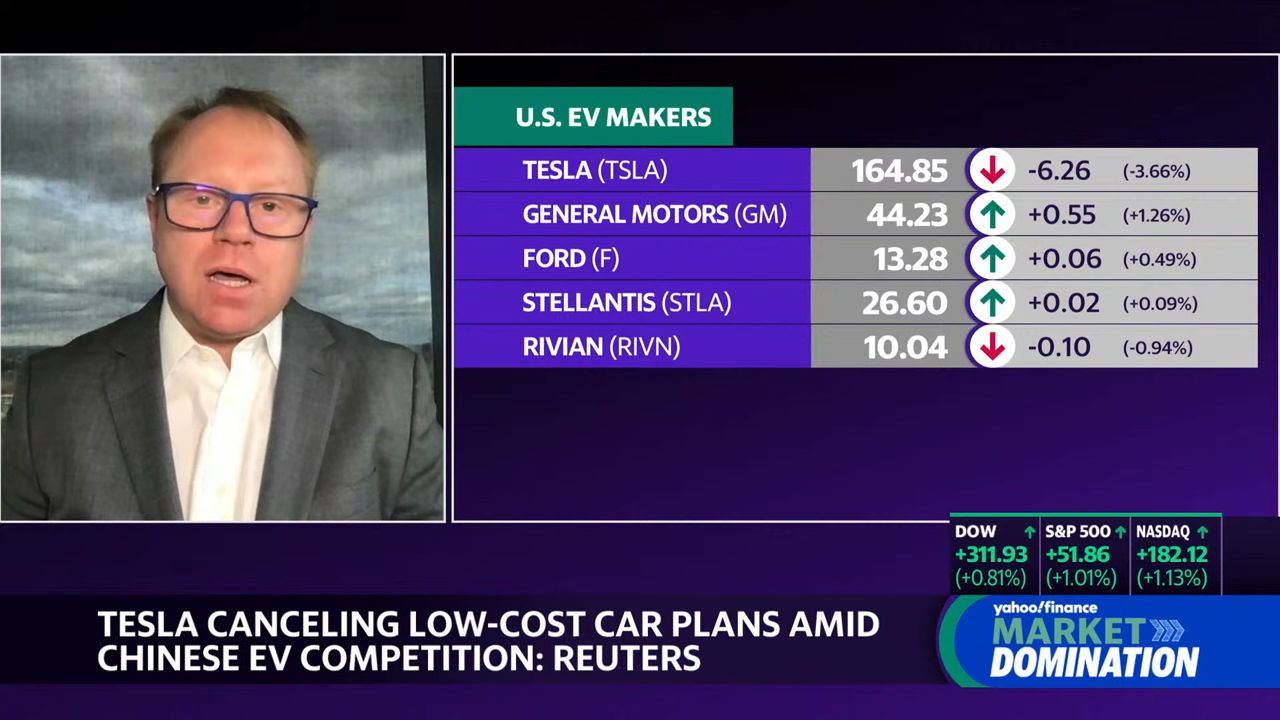 U.S. EV MAKERS
TESLA (TSLA) 164.85 -6.26 (-3.66%)
GENERAL MOTORS (GM) 44.23 +0.55 (+1.26%)
FORD (F) 13.28 +0.06 (+0.49%)
STELLANTIS (STLA) 26.60 +0.02 (+0.09%)
RIVIAN (RIVN) 10.04 -0.10 (-0.94%)
DOW S&P 500 NASDAQ
+311.93 +51.86 +182.12
(+0.81%) (+1.01%) (+1.13%)
TESLA CANCELING LOW-COST CAR PLANS AMID
CHINESE EV COMPETITION: REUTERS
yahoo!finance
MARKET
DOMINATION